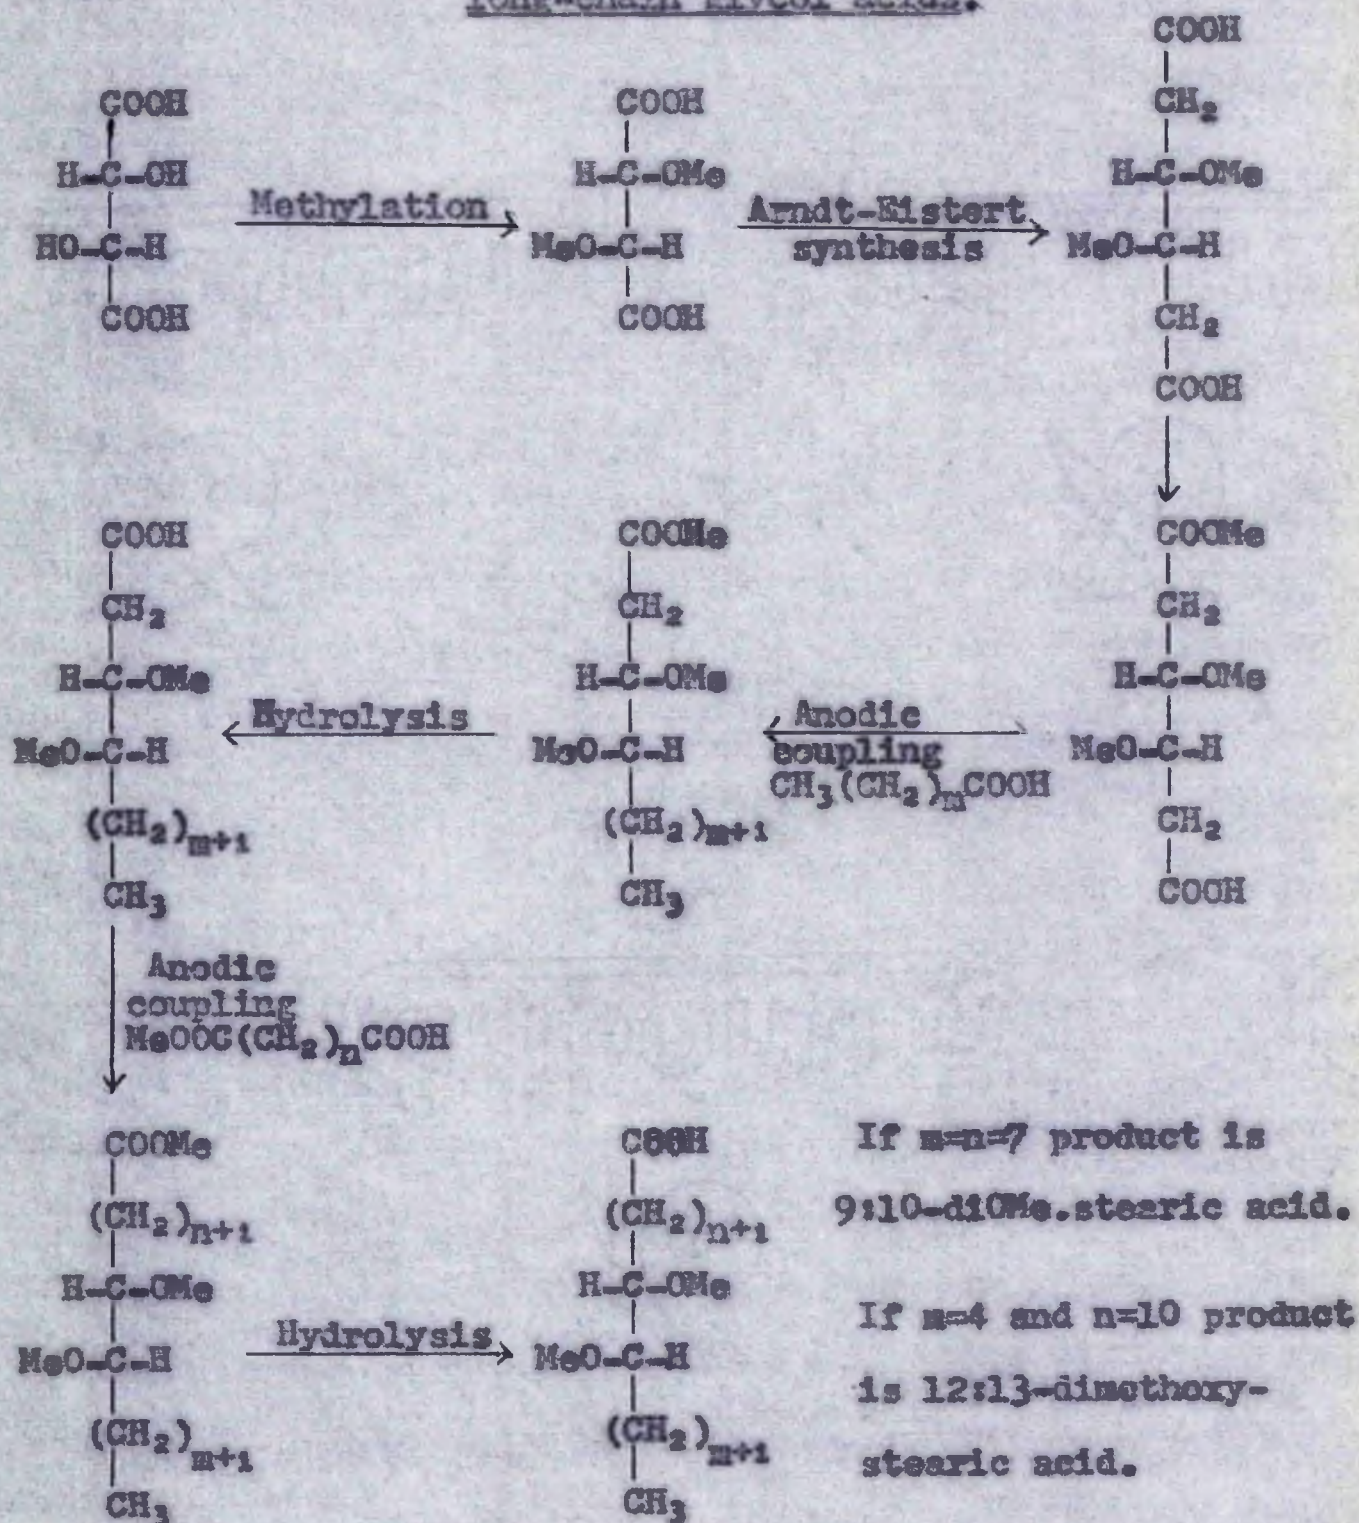 long-chain glycol acids.
COOH
H-C-OH
HO-C-H
COOH
Methylation
COOH
H-C-OMe
MeO-C-H
COOH
Arndt-Eistert
synthesis
COOH
CH₂
H-C-OMe
MeO-C-H
CH₂
COOH
COOMe
CH₂
H-C-OMe
MeO-C-H
CH₂
COOH
Anodic
coupling
CH₃(CH₂)ₘCOOH
COOMe
CH₂
H-C-OMe
MeO-C-H
(CH₂)ₘ₊₁
CH₃
Hydrolysis
COOH
CH₂
H-C-OMe
MeO-C-H
(CH₂)ₘ₊₁
CH₃
Anodic
coupling
MeOOC(CH₂)ₙCOOH
COOMe
(CH₂)ₙ₊₁
H-C-OMe
MeO-C-H
(CH₂)ₘ₊₁
CH₃
Hydrolysis
COOH
(CH₂)ₙ₊₁
H-C-OMe
MeO-C-H
(CH₂)ₘ₊₁
CH₃
If m=n=7 product is
9:10-diOMe.stearic acid.
If m=4 and n=10 product
is 12:13-dimethoxy-
stearic acid.